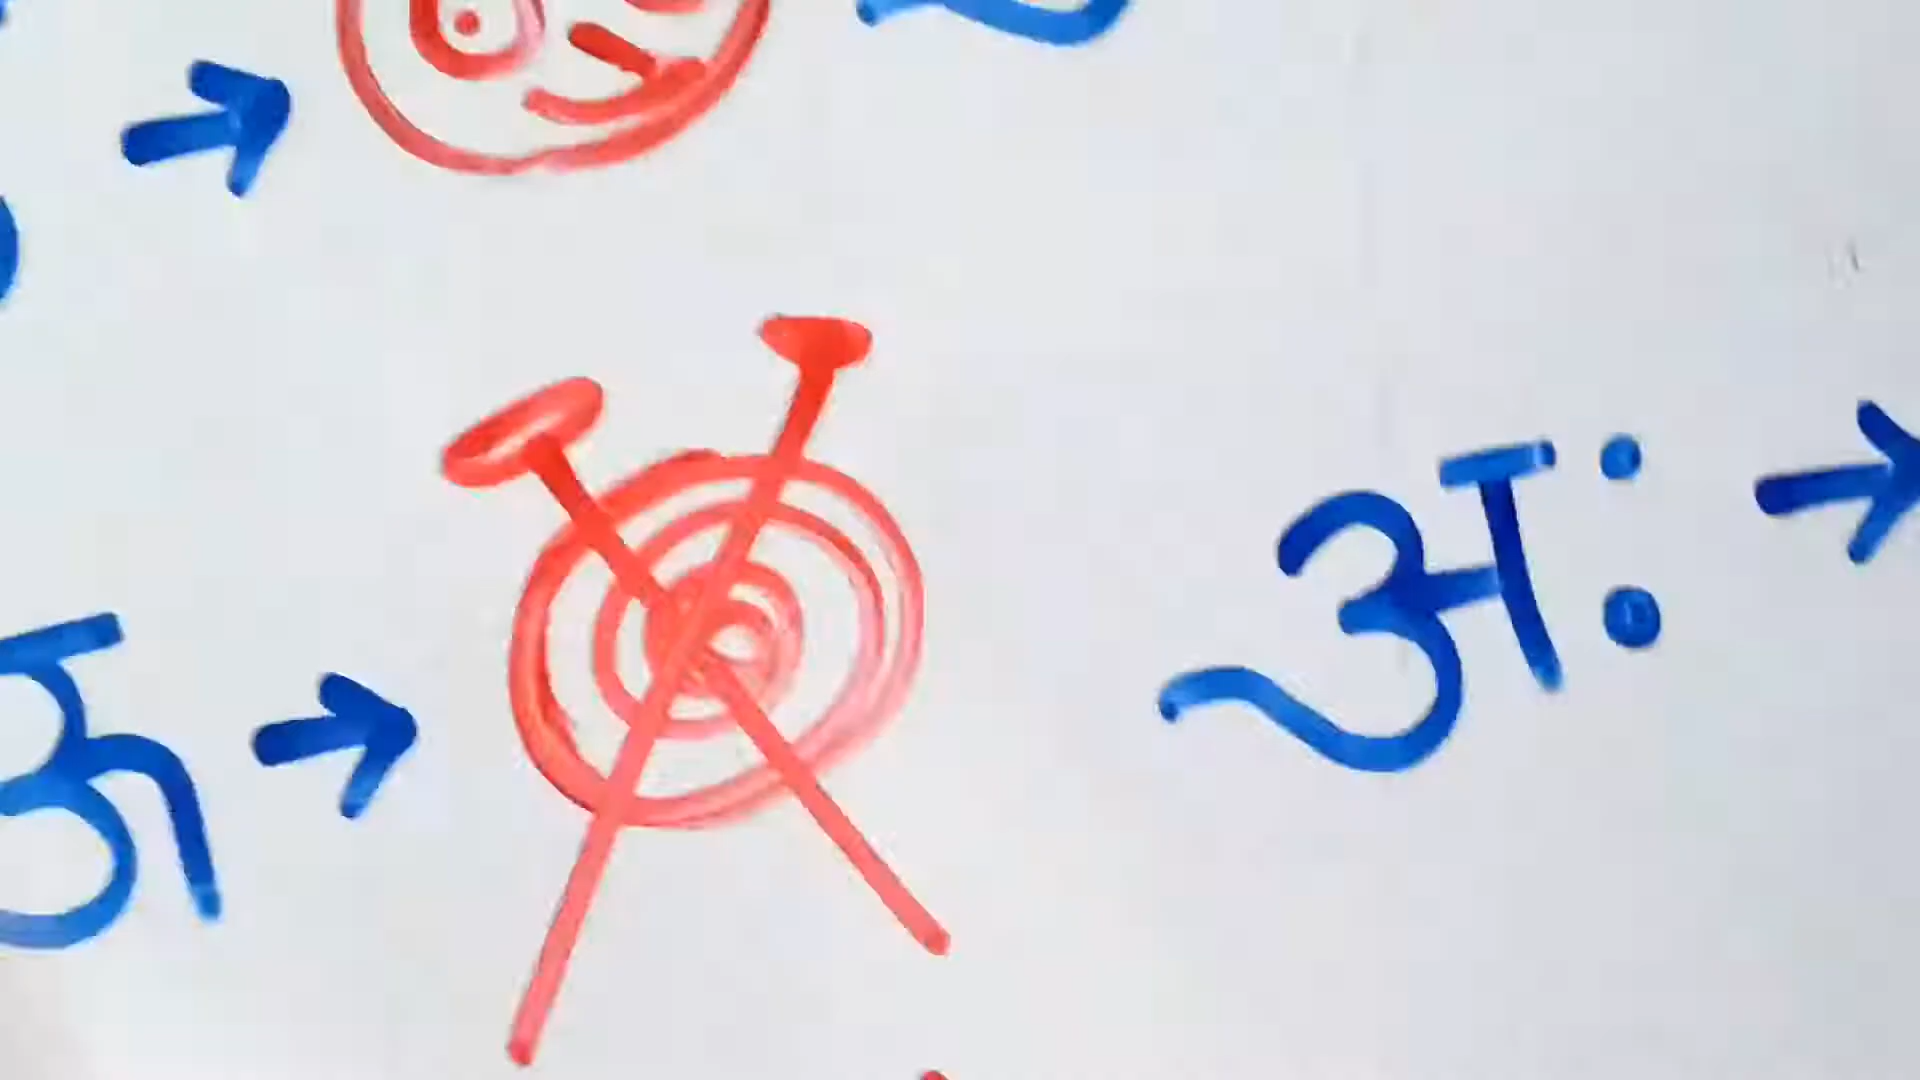 ऊ → अः →